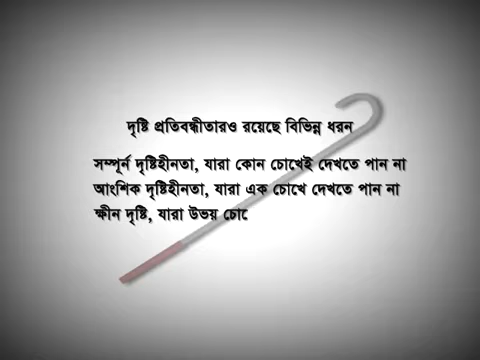 দৃষ্টি প্রতিবন্ধীতারও রয়েছে বিভিন্ন ধরন
সম্পূর্ন দৃষ্টিহীনতা, যারা কোন চোখেই দেখতে পান না
আংশিক দৃষ্টিহীনতা, যারা এক চোখে দেখতে পান না
ক্ষীন দৃষ্টি, যারা উভয় চোে